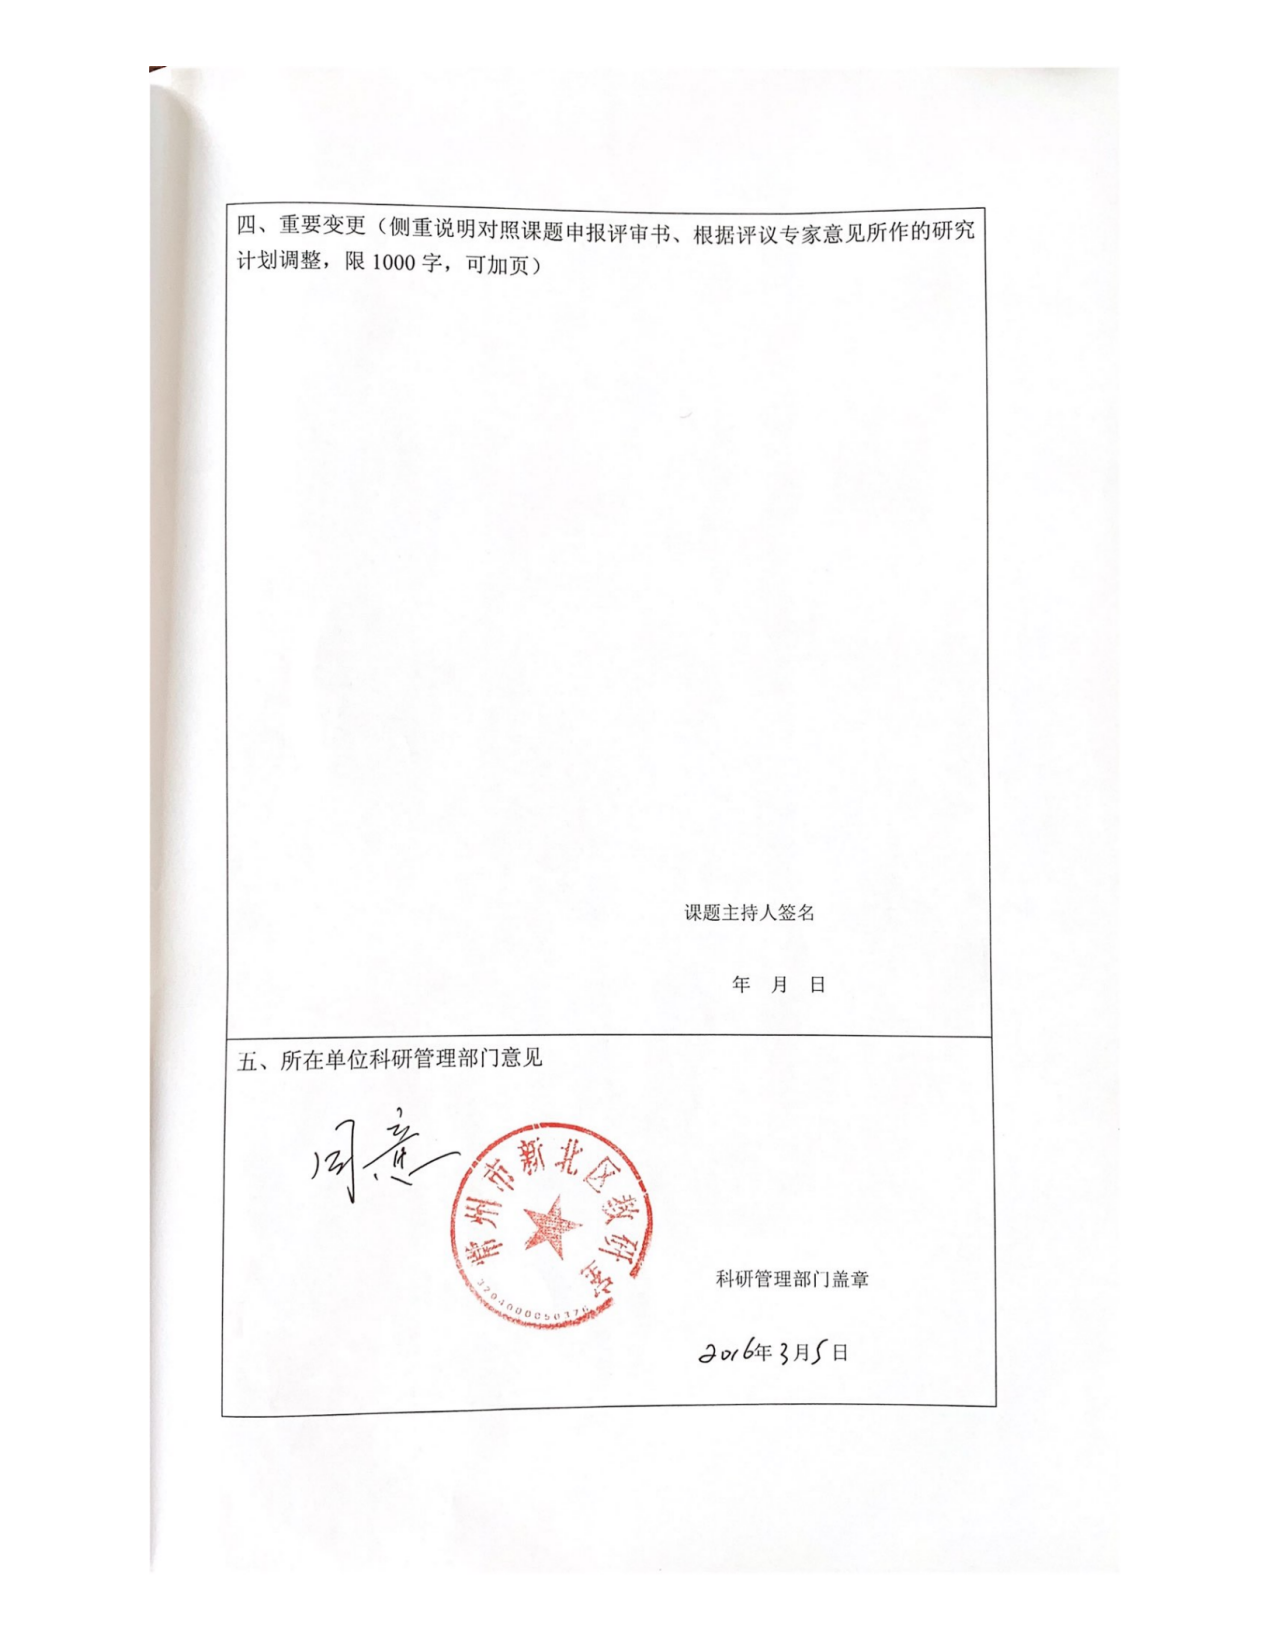 四、重要变更（侧重说明对照课题申报评审书、根据评议专家意见所作的研究
计划调整，限 1000 字，可加页）
课题主持人签名
年 月 日
五、所在单位科研管理部门意见
同意
常州市新北区教研室
3204000050376
科研管理部门盖章
2016年3月5日